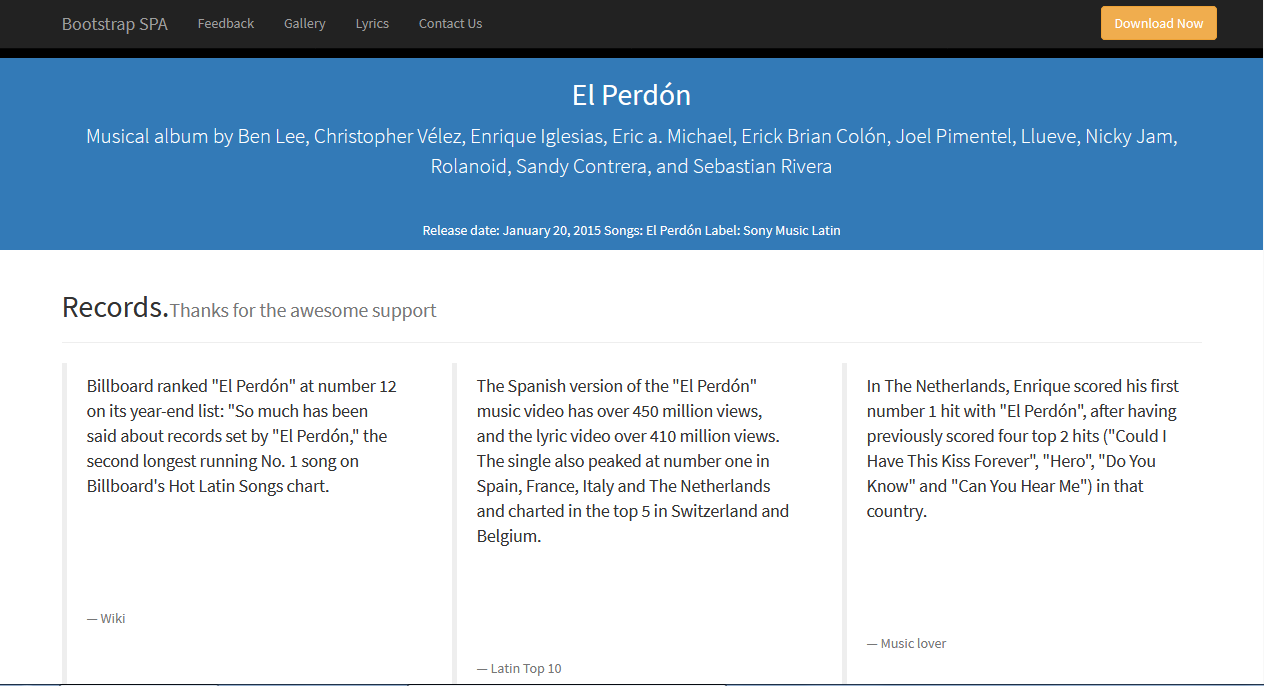 Bootstrap SPA Feedback Gallery Lyrics Contact Us Download Now
El Perdón
Musical album by Ben Lee, Christopher Vélez, Enrique Iglesias, Eric a. Michael, Erick Brian Colón, Joel Pimentel, Llueve, Nicky Jam,
Rolanoid, Sandy Contrera, and Sebastian Rivera
Release date: January 20, 2015 Songs: El Perdón Label: Sony Music Latin
Records.Thanks for the awesome support
Billboard ranked "El Perdón" at number 12
on its year-end list: "So much has been
said about records set by "El Perdón," the
second longest running No. 1 song on
Billboard's Hot Latin Songs chart.
— Wiki
The Spanish version of the "El Perdón"
music video has over 450 million views,
and the lyric video over 410 million views.
The single also peaked at number one in
Spain, France, Italy and The Netherlands
and charted in the top 5 in Switzerland and
Belgium.
— Latin Top 10
In The Netherlands, Enrique scored his first
number 1 hit with "El Perdón", after having
previously scored four top 2 hits ("Could I
Have This Kiss Forever", "Hero", "Do You
Know" and "Can You Hear Me") in that
country.
— Music lover